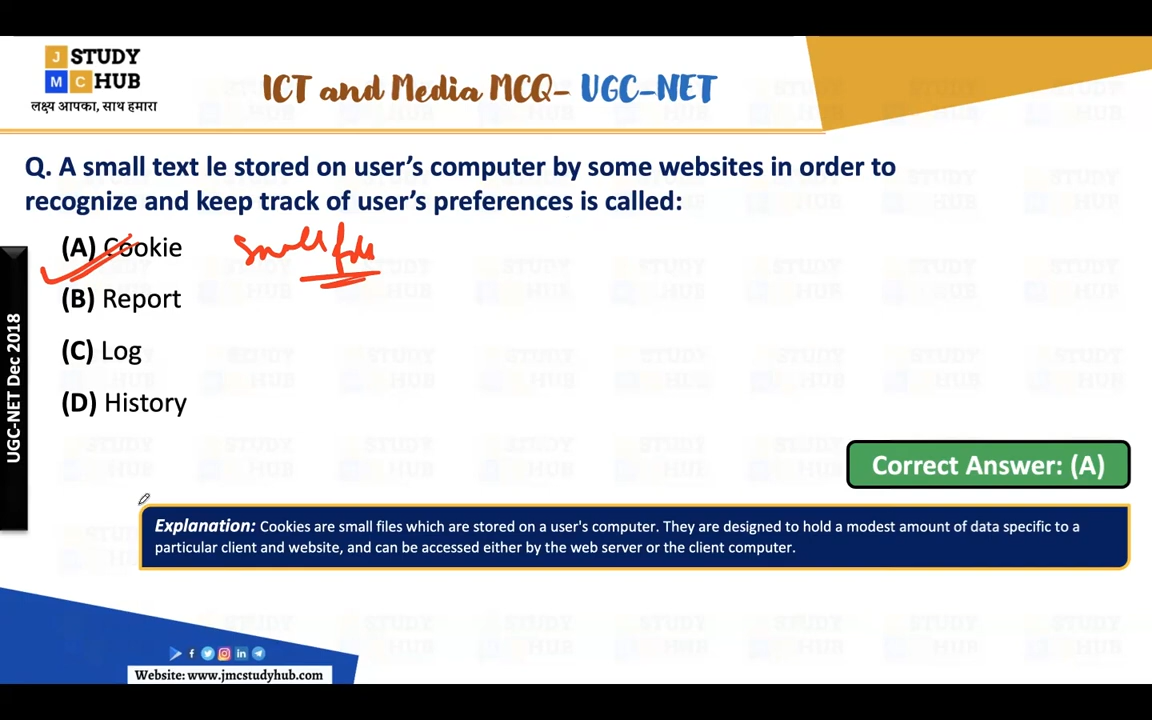 J STUDY
M C HUB
लक्ष्य आपका, साथ हमारा
ICT and Media MCQ- UGC-NET
Q. A small text le stored on user's computer by some websites in order to
recognize and keep track of user's preferences is called:
(A) Cookie
small file
(B) Report
(C) Log
(D) History
UGC-NET Dec 2018
Correct Answer: (A)
Explanation: Cookies are small files which are stored on a user's computer. They are designed to hold a modest amount of data specific to a
particular client and website, and can be accessed either by the web server or the client computer.
Website: www.jmcstudyhub.com